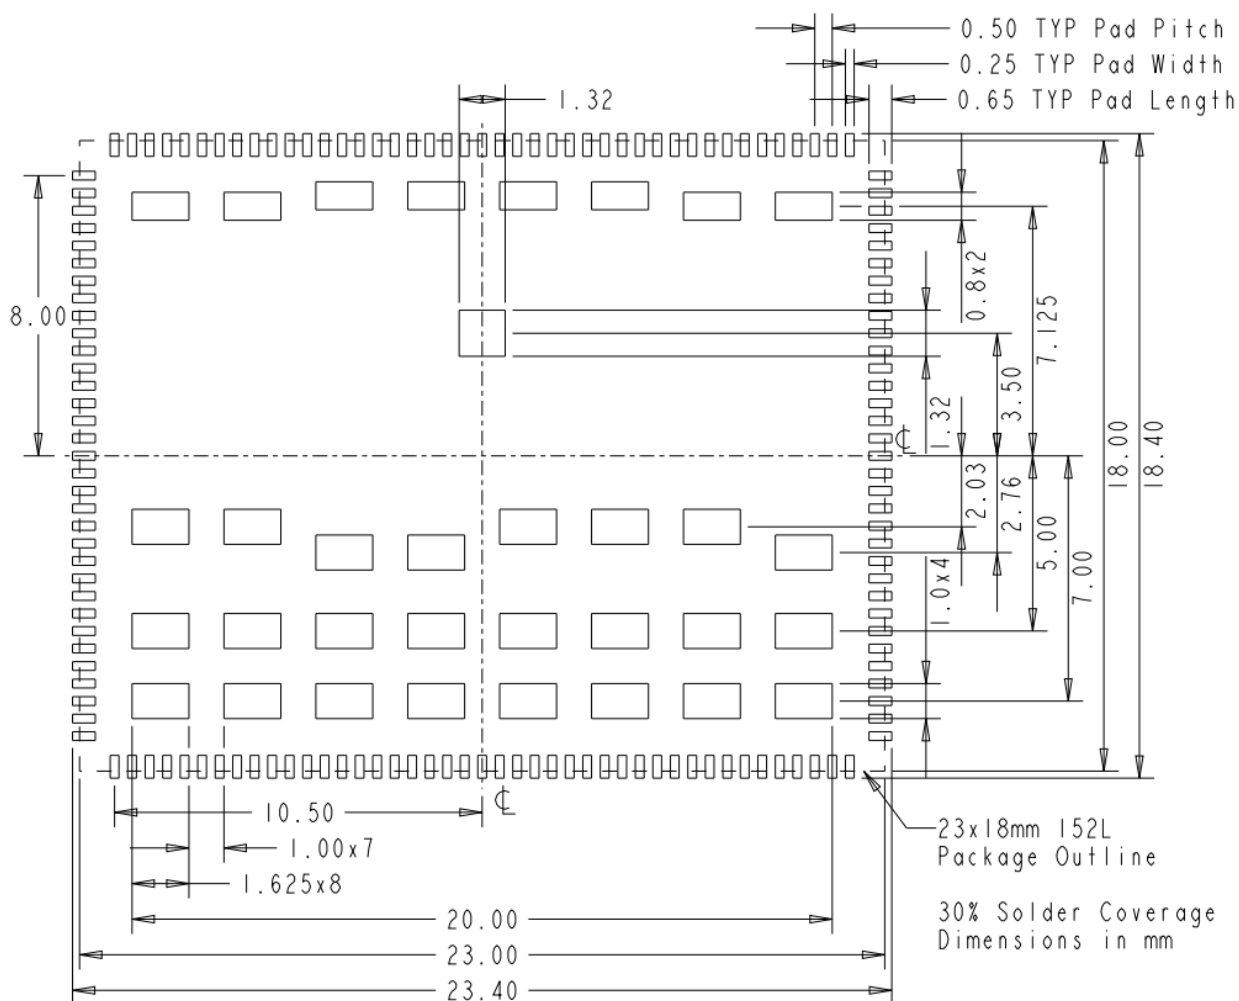 0.50 TYP Pad Pitch
0.25 TYP Pad Width
0.65 TYP Pad Length
1.32
8.00
0.8x2
7.125
3.50
1.32
18.00
18.40
2.03
2.76
5.00
7.00
1.0x4
10.50
1.00x7
1.625x8
20.00
23.00
23.40
23x18mm 152L
Package Outline
30% Solder Coverage
Dimensions in mm